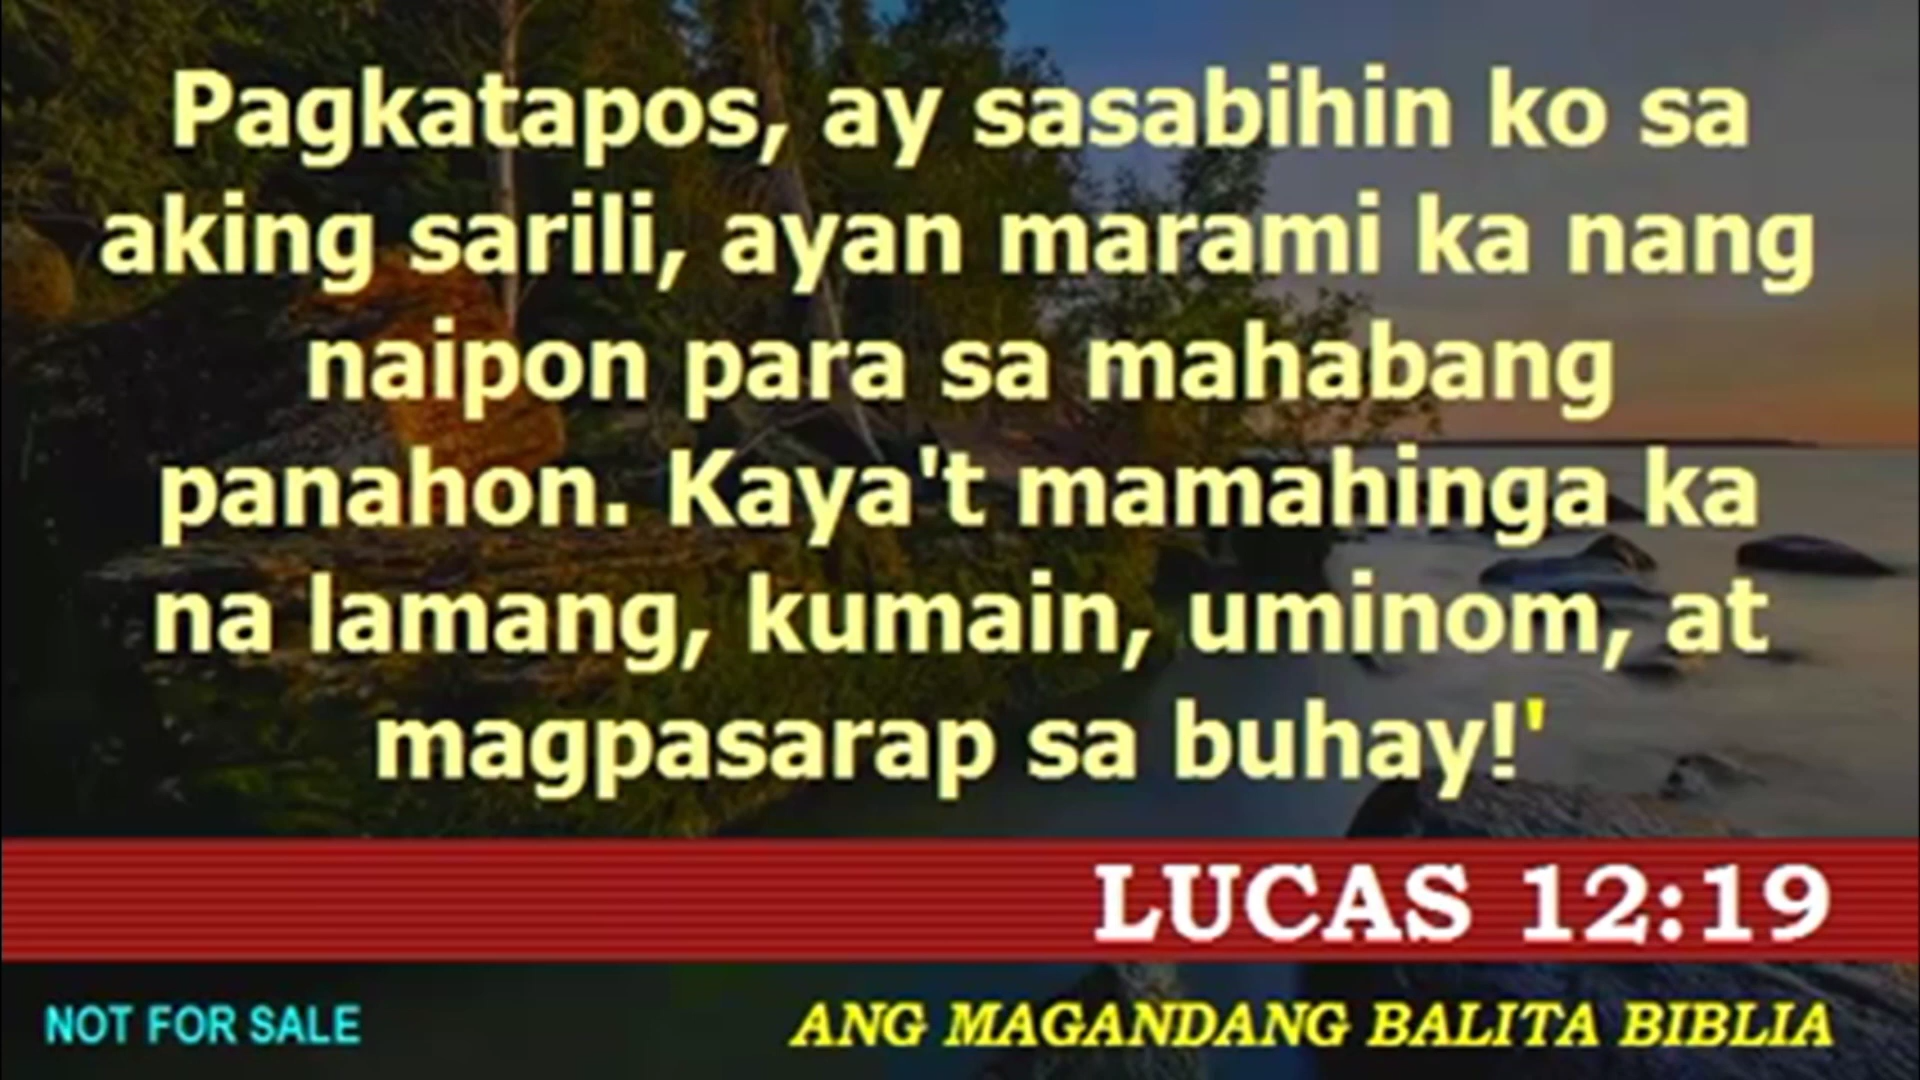 Pagkatapos, ay sasabihin ko sa
aking sarili, ayan marami ka nang
naipon para sa mahabang
panahon. Kaya't mamahinga ka
na lamang, kumain, uminom, at
magpasarap sa buhay!'
LUCAS 12:19
NOT FOR SALE
ANG MAGANDANG BALITA BIBLIA